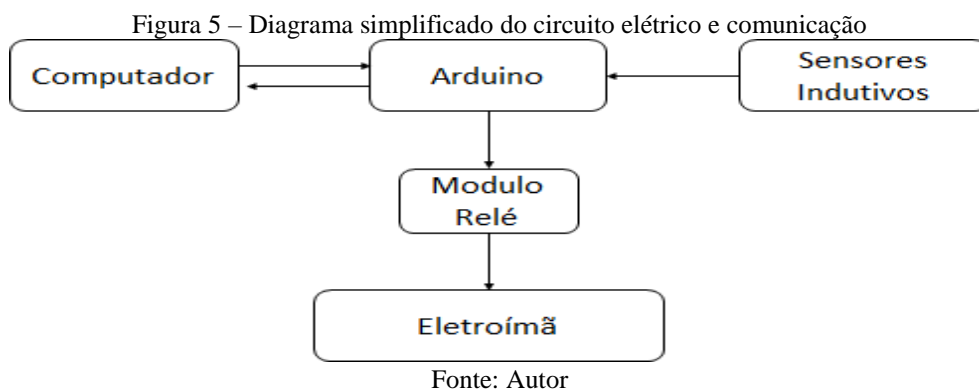 Figura 5 – Diagrama simplificado do circuito elétrico e comunicação
Computador
Arduino
Sensores
Indutivos
Modulo
Relé
Eletroímã
Fonte: Autor